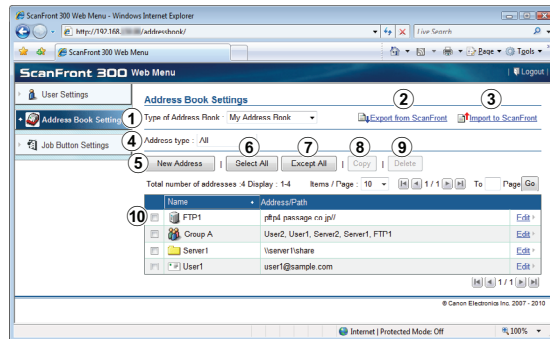 ScanFront 300 Web Menu - Windows Internet Explorer
http://192.168. /addressbook/
Live Search
ScanFront 300 Web Menu
Page
Tools
ScanFront 300 Web Menu
Logout
User Settings
Address Book Settings
2
3
Address Book Setting
1
Type of Address Book : My Address Book
Export from ScanFront
Import to ScanFront
Job Button Settings
4
Address type : All
6
7
8
9
5
New Address | Select All | Except All | Copy | Delete
Total number of addresses :4 Display : 1-4 Items / Page : 10 1 / 1 To Page Go
Name Address/Path
10
FTP1 Edit
Group A User2, User1, Server2, Server1, FTP1 Edit
Server1 \\server1\share Edit
User1 user1@sample.com Edit
1 / 1
© Canon Electronics Inc. 2007 - 2010
Internet | Protected Mode: Off
100%